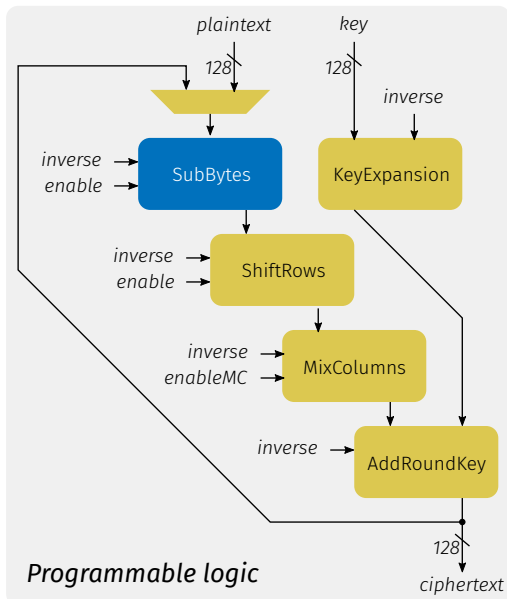 plaintext
key
128
128
inverse
inverse
enable
SubBytes
KeyExpansion
inverse
enable
ShiftRows
inverse
enableMC
MixColumns
inverse
AddRoundKey
128
Programmable logic
ciphertext